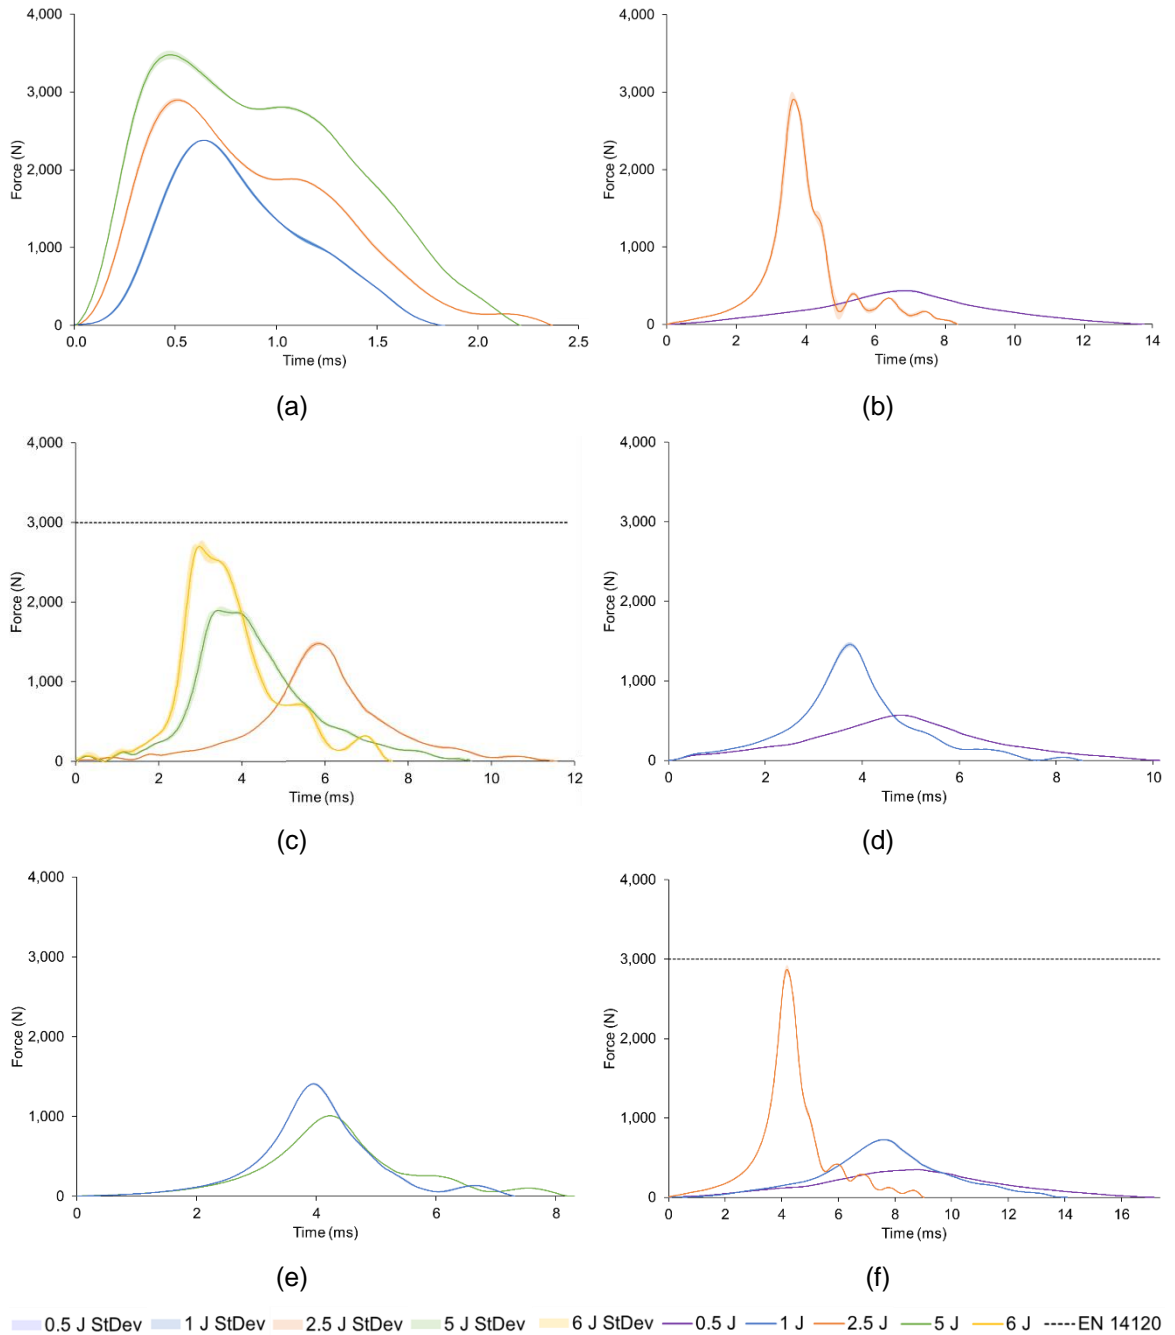 4,000
3,000
2,000
1,000
0
Force (N)
0.0 0.5 1.0 1.5 2.0 2.5
Time (ms)
(a)
4,000
3,000
2,000
1,000
0
Force (N)
0 2 4 6 8 10 12 14
Time (ms)
(b)
4,000
3,000
2,000
1,000
0
Force (N)
0 2 4 6 8 10 12
Time (ms)
(c)
4,000
3,000
2,000
1,000
0
Force (N)
0 2 4 6 8 10
Time (ms)
(d)
4,000
3,000
2,000
1,000
0
Force (N)
0 2 4 6 8
Time (ms)
(e)
4,000
3,000
2,000
1,000
0
Force (N)
0 2 4 6 8 10 12 14 16
Time (ms)
(f)
0.5 J StDev 1 J StDev 2.5 J StDev 5 J StDev 6 J StDev 0.5 J 1 J 2.5 J 5 J 6 J EN 14120